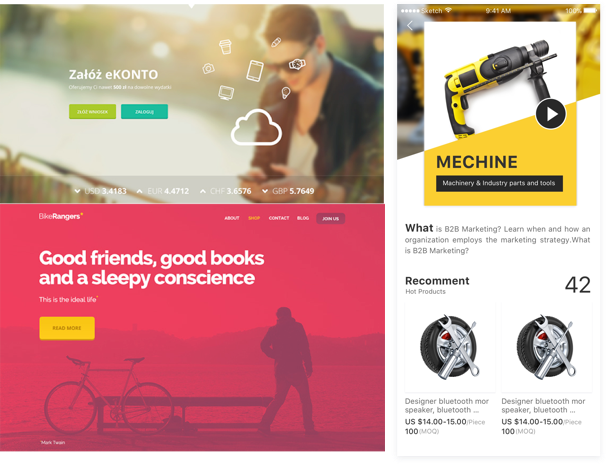 Załóż eKONTO
Oferujemy Ci nawet 300 zł na dowolne wydatki
ZŁÓŻ WNIOSEK
ZALOGUJ
USD 3.4183
EUR 4.4712
CHF 3.6576
GBP 5.7649
BikeRangers
ABOUT
SHOP
CONTACT
BLOG
JOIN US
Good friends, good books
and a sleepy conscience
This is the ideal life*
READ MORE
*Mark Twain
Sketch
9:41 AM
100%
MECHINE
Machinery & Industry parts and tools
What is B2B Marketing? Learn when and how an
organization employs the marketing strategy.What
is B2B Marketing?
Recomment
Hot Products
42
Designer bluetooth mor
speaker, bluetooth ...
US $14.00-15.00/Piece
100(MOQ)
Designer bluetooth mor
speaker, bluetooth ...
US $14.00-15.00/Piece
100(MOQ)